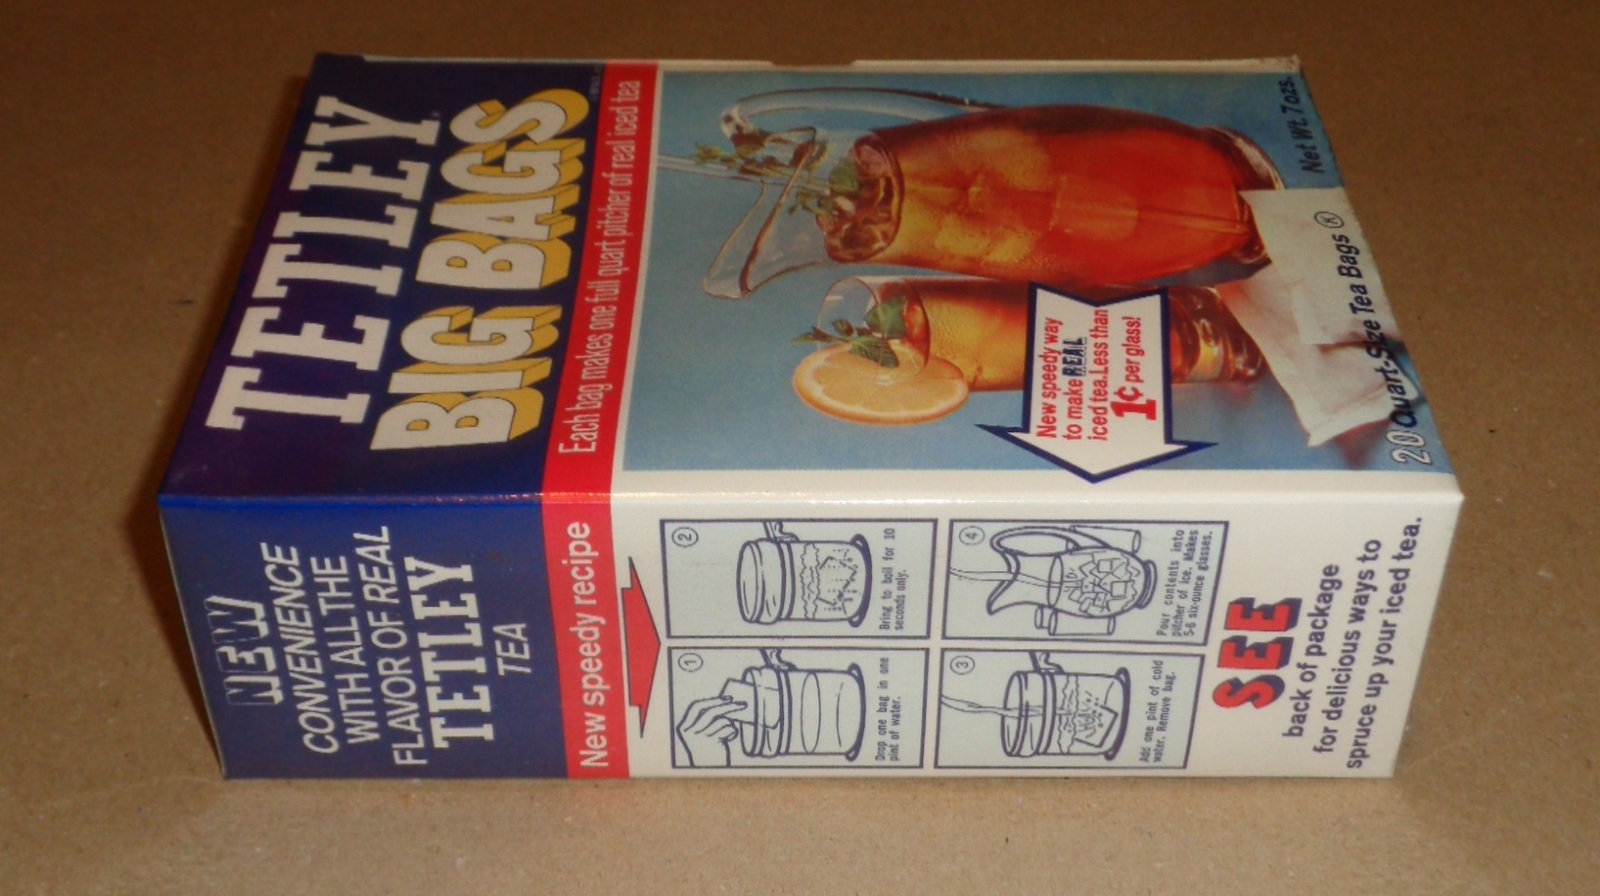 TETLEY
BIG BAGS
Each bag makes one full quart pitcher of real iced tea
New speedy way
to make REAL
iced tea. Less than
1¢ per glass!
Net Wt. 7 ozs.
20 Quart-Size Tea Bags K
NEW
CONVENIENCE
WITH ALL THE
FLAVOR OF REAL
TETLEY
TEA
New speedy recipe
1
Drop one bag in one
pint of water.
2
Bring to boil for 10
seconds only.
3
Add one pint of cold
water. Remove bag.
4
Pour contents into
pitcher of ice. Makes
5-6 six-ounce glasses.
SEE
back of package
for delicious ways to
spruce up your iced tea.